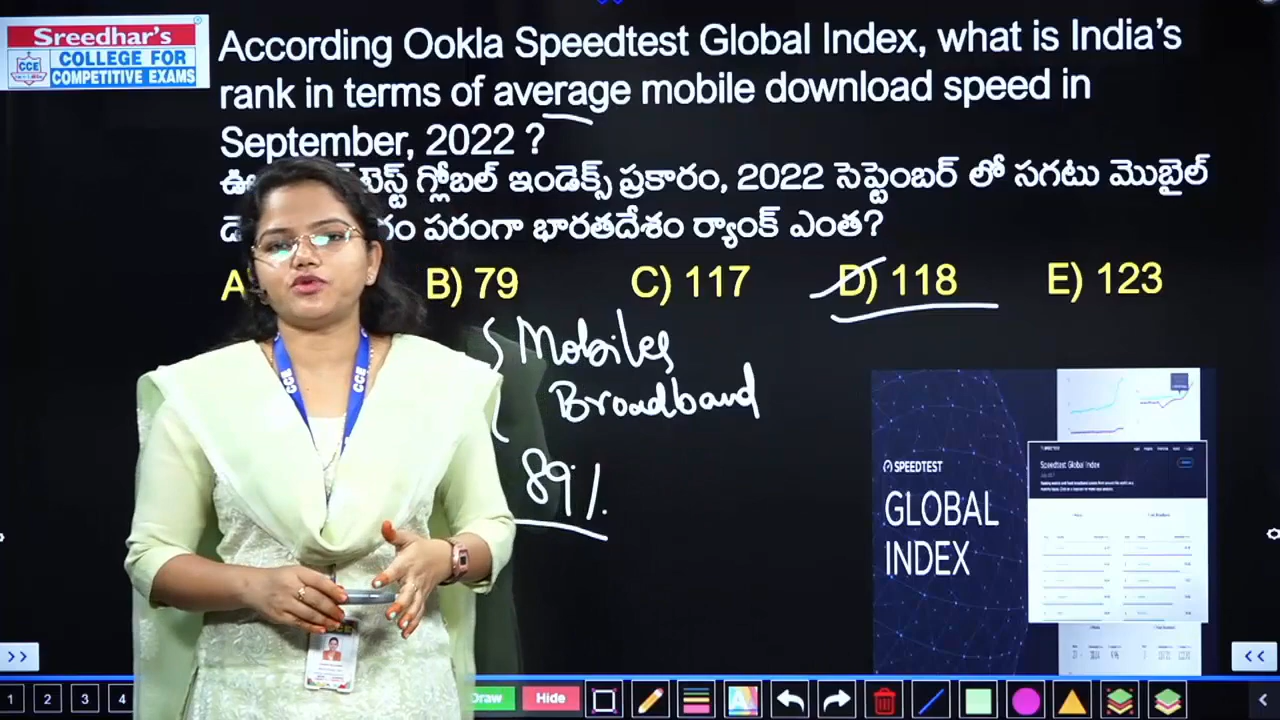 Sreedhar's
CCE
COLLEGE FOR
COMPETITIVE EXAMS
According Ookla Speedtest Global Index, what is India's
rank in terms of average mobile download speed in
September, 2022 ?
గ్లోబల్ ఇండెక్స్ ప్రకారం, 2022 సెప్టెంబర్ లో సగటు మొబైల్
పరంగా భారతదేశం ర్యాంక్ ఎంత?
A
B) 79
C) 117
D) 118
E) 123
Mobiles
Broadband
89%.
SPEEDTEST
GLOBAL
INDEX
Speedtest Global Index
CCE
CCE
>>
<<
1
2
3
4
Draw
Hide